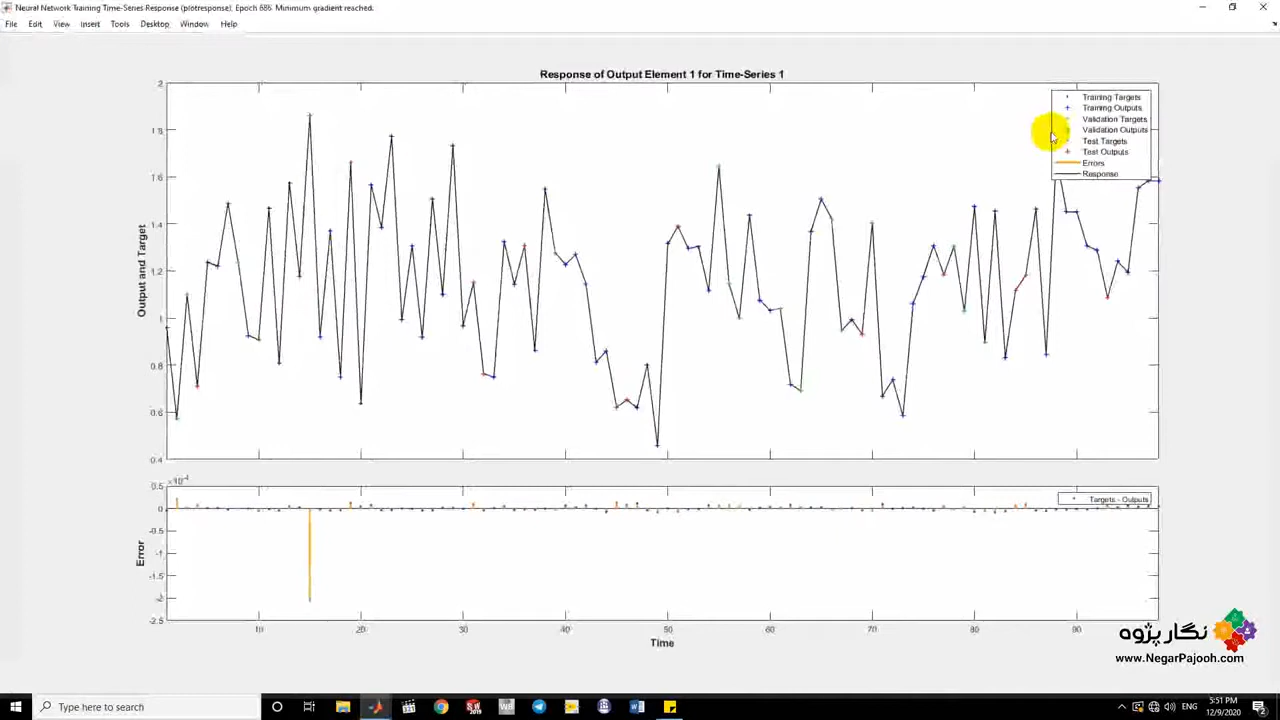 Neural Network Training Time-Series Response (plotresponse), Epoch 686, Minimum gradient reached.
File Edit View Insert Tools Desktop Window Help
Response of Output Element 1 for Time-Series 1
Training Targets
Training Outputs
Validation Targets
Validation Outputs
Test Targets
Test Outputs
Errors
Response
2
1.8
1.6
1.4
1.2
1
0.8
0.6
0.4
Output and Target
×10⁻⁴
Targets - Outputs
0.5
0
-0.5
-1
-1.5
-2
-2.5
Error
10 20 30 40 50 60 70 80 90
Time
نگار پژوه
www.NegarPajooh.com
Type here to search
5:51 PM
12/9/2020